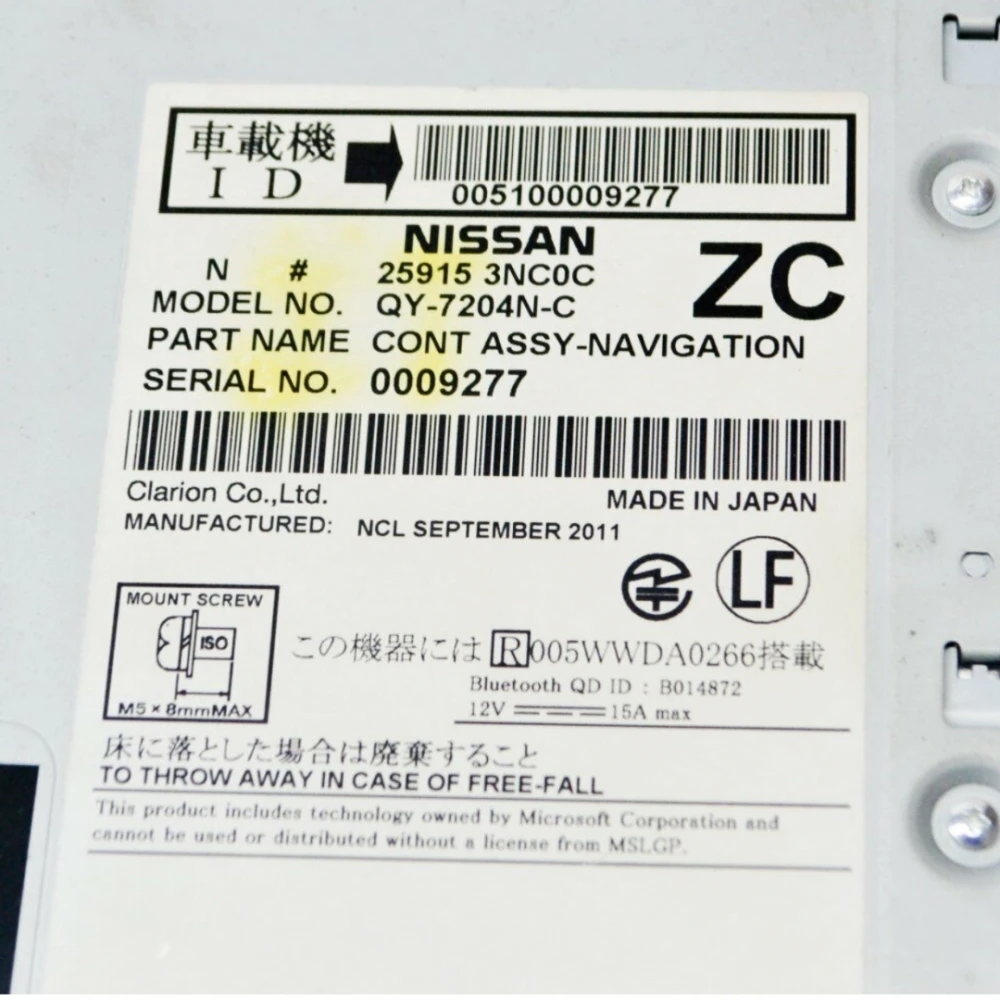 車載機
ID
005100009277
NISSAN
N # 25915 3NC0C
ZC
MODEL NO. QY-7204N-C
PART NAME CONT ASSY-NAVIGATION
SERIAL NO. 0009277
Clarion Co.,Ltd. MADE IN JAPAN
MANUFACTURED: NCL SEPTEMBER 2011
LF
MOUNT SCREW
ISO
M5×8mmMAX
この機器には R005WWDA0266搭載
Bluetooth QD ID : B014872
12V 15A max
床に落とした場合は廃棄すること
TO THROW AWAY IN CASE OF FREE-FALL
This product includes technology owned by Microsoft Corporation and
cannot be used or distributed without a license from MSLGP.